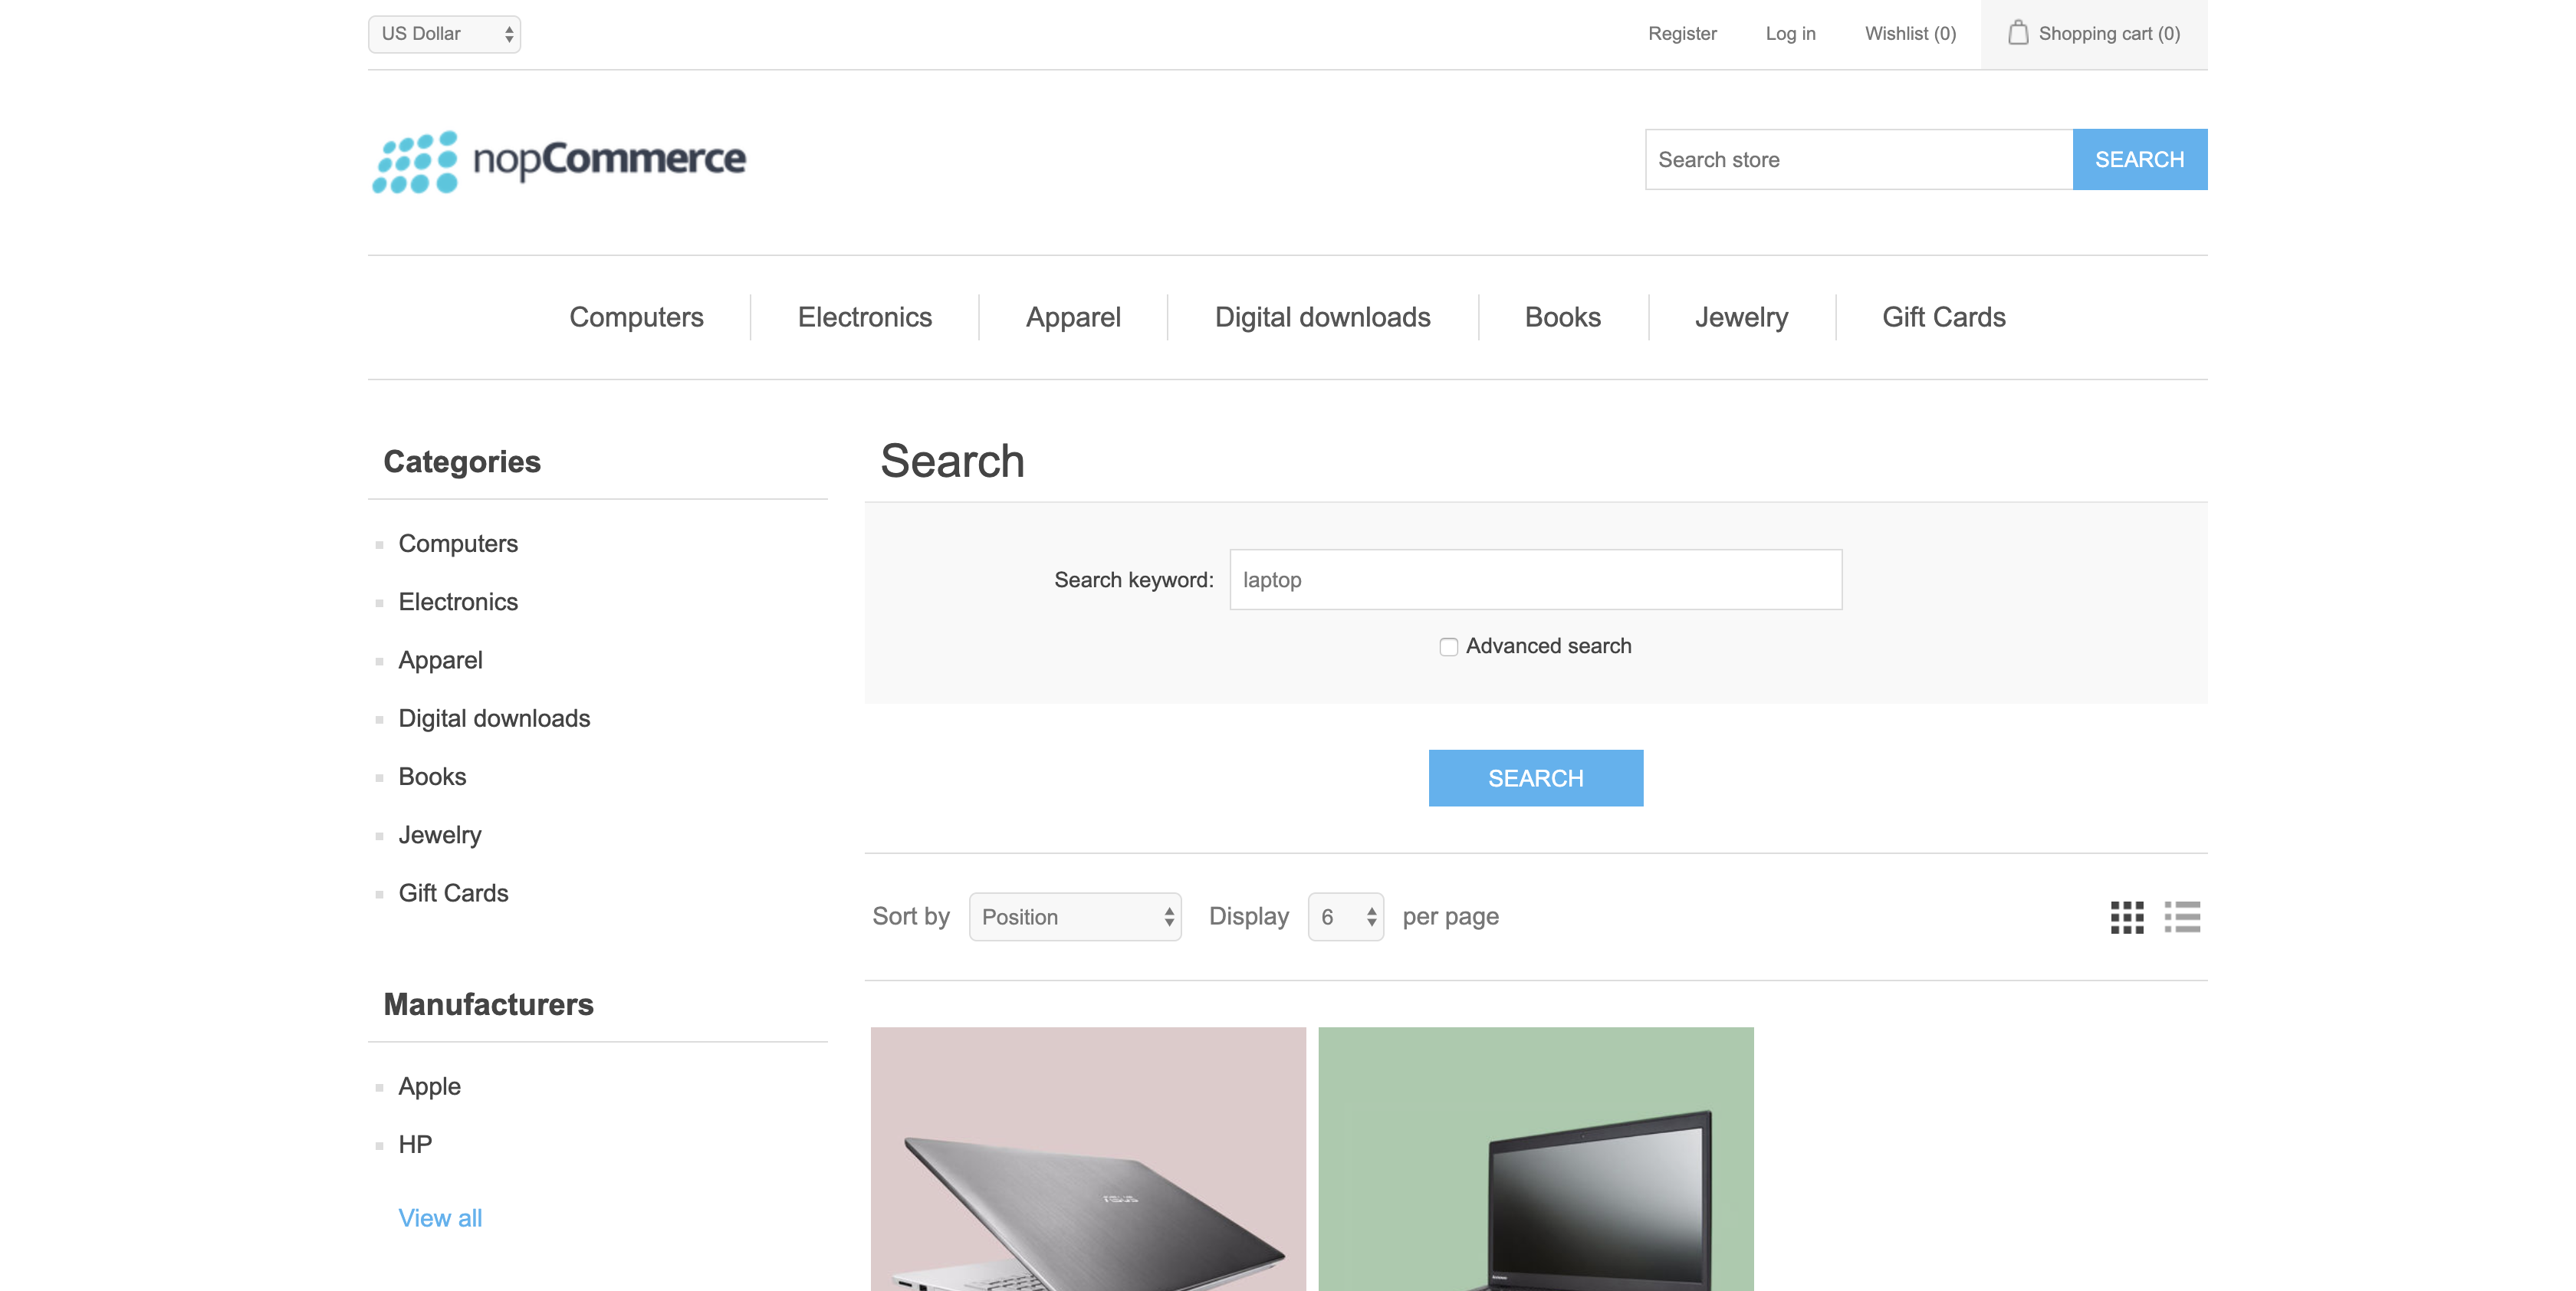 US Dollar
Register
Log in
Wishlist (0)
Shopping cart (0)
nopCommerce
Search store
SEARCH
Computers
Electronics
Apparel
Digital downloads
Books
Jewelry
Gift Cards
Categories
Computers
Electronics
Apparel
Digital downloads
Books
Jewelry
Gift Cards
Manufacturers
Apple
HP
View all
Search
Search keyword: laptop
Advanced search
SEARCH
Sort by Position Display 6 per page
ASUS